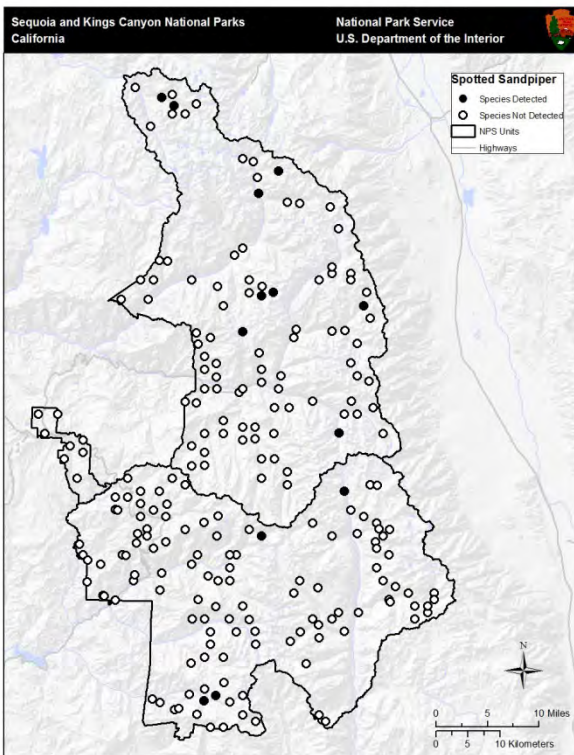 Sequoia and Kings Canyon National Parks
California
National Park Service
U.S. Department of the Interior
Spotted Sandpiper
Species Detected
Species Not Detected
NPS Units
Highways
N
0 5 10 Miles
0 5 10 Kilometers